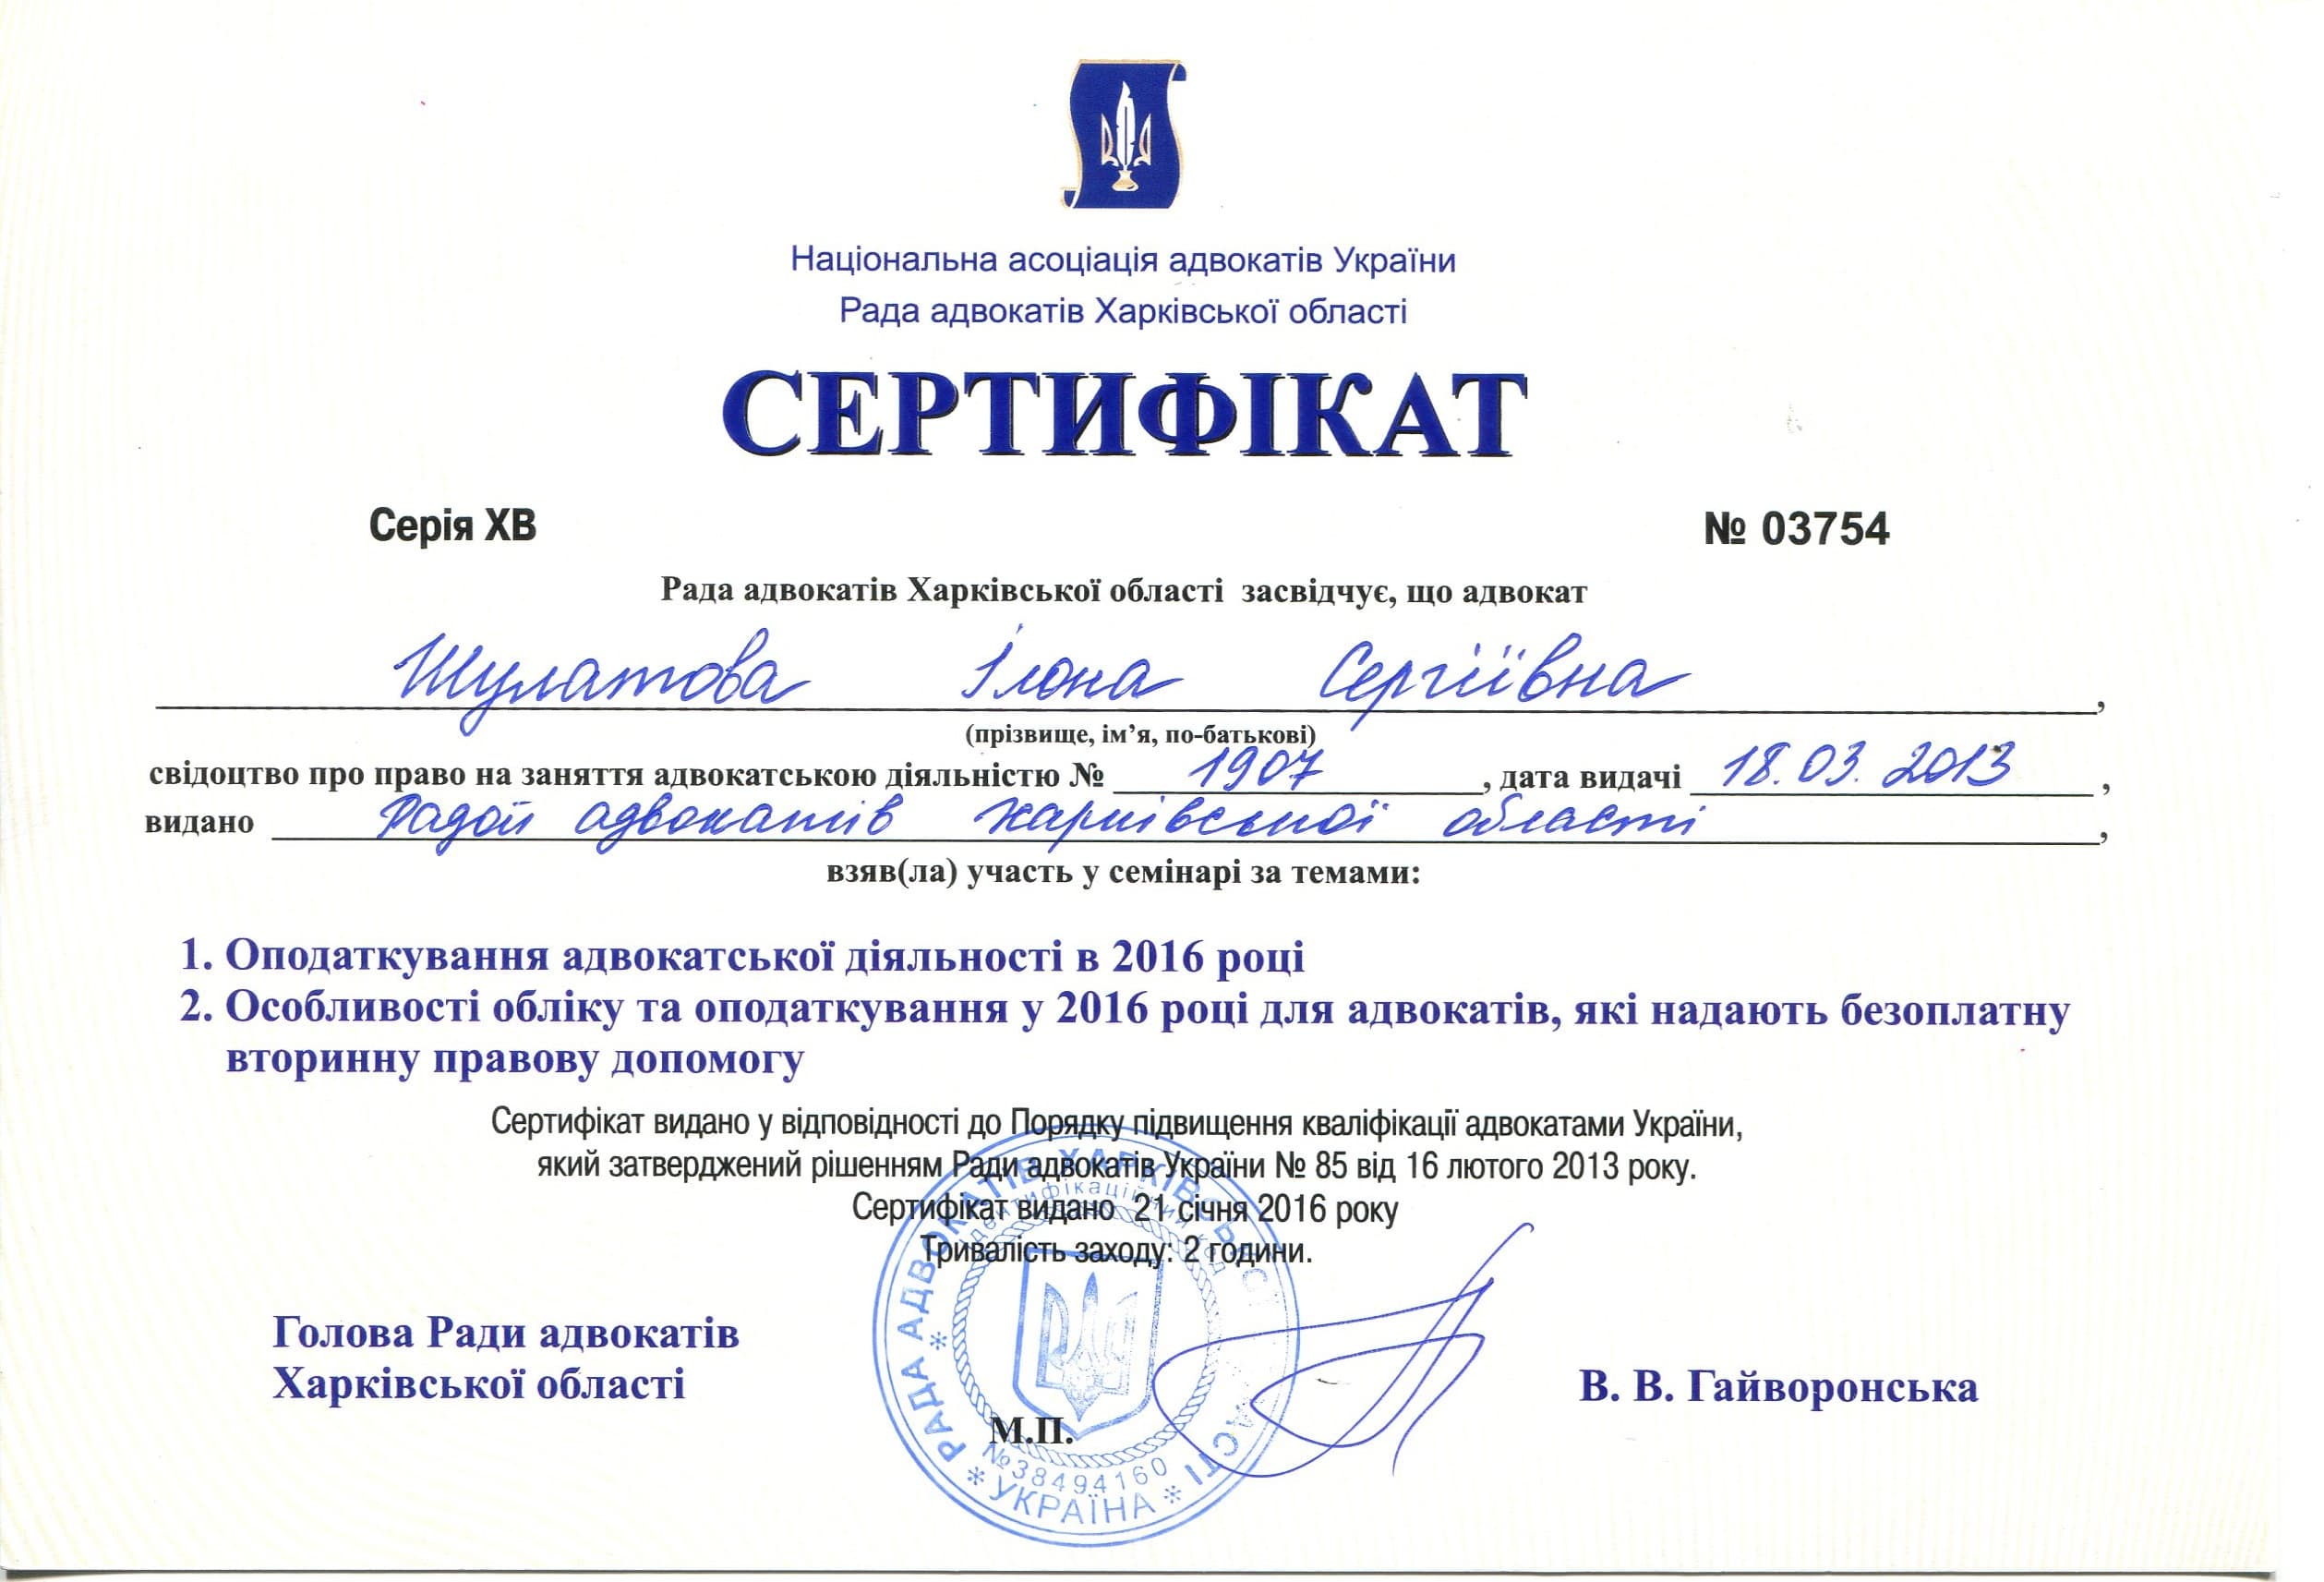 Національна асоціація адвокатів України
Рада адвокатів Харківської області
СЕРТИФІКАТ
Серія ХВ № 03754
Рада адвокатів Харківської області засвідчує, що адвокат
Шулатова Ілона Сергіївна,
(прізвище, ім’я, по-батькові)
свідоцтво про право на заняття адвокатською діяльністю № 1907, дата видачі 18.03.2013,
видано Радой адвокатів Харківської області,
взяв(ла) участь у семінарі за темами:
1. Оподаткування адвокатської діяльності в 2016 році
2. Особливості обліку та оподаткування у 2016 році для адвокатів, які надають безоплатну
вторинну правову допомогу
Сертифікат видано у відповідності до Порядку підвищення кваліфікації адвокатами України,
який затверджений рішенням Ради адвокатів України № 85 від 16 лютого 2013 року.
Сертифікат видано 21 січня 2016 року
Тривалість заходу: 2 години.
Голова Ради адвокатів
Харківської області
В. В. Гайворонська
М.П.
РАДА АДВОКАТІВ ХАРКІВСЬКОЇ ОБЛАСТІ
ідентифікаційний код
№38494160
* УКРАЇНА *